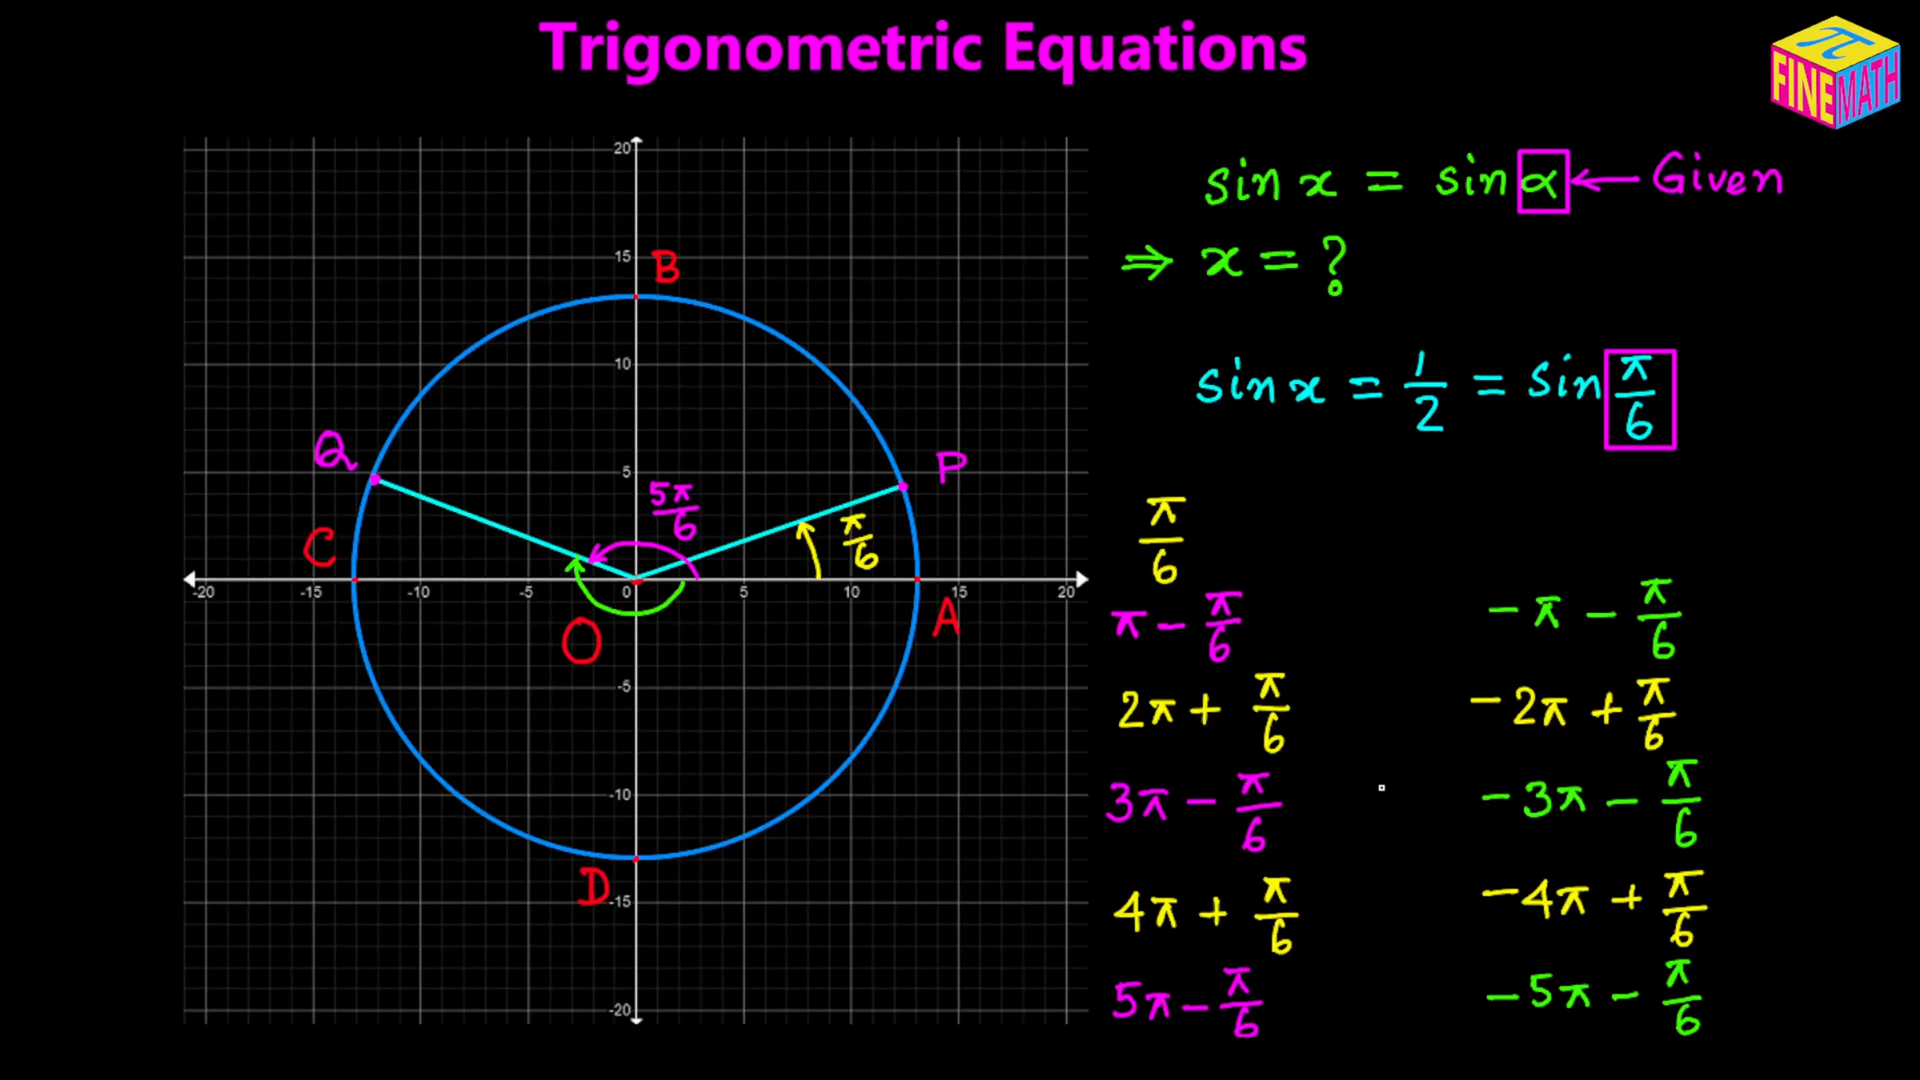 Trigonometric Equations
π
FINE MATH
sin x = sin α ← Given
⇒ x = ?
sin x = 1/2 = sin π/6
20
15
10
5
-20 -15 -10 -5 0 5 10 15 20
-5
-10
-15
-20
B
Q
P
5π/6
π/6
C
A
O
D
π/6
π - π/6
-π - π/6
2π + π/6
-2π + π/6
3π - π/6
-3π - π/6
4π + π/6
-4π + π/6
5π - π/6
-5π - π/6